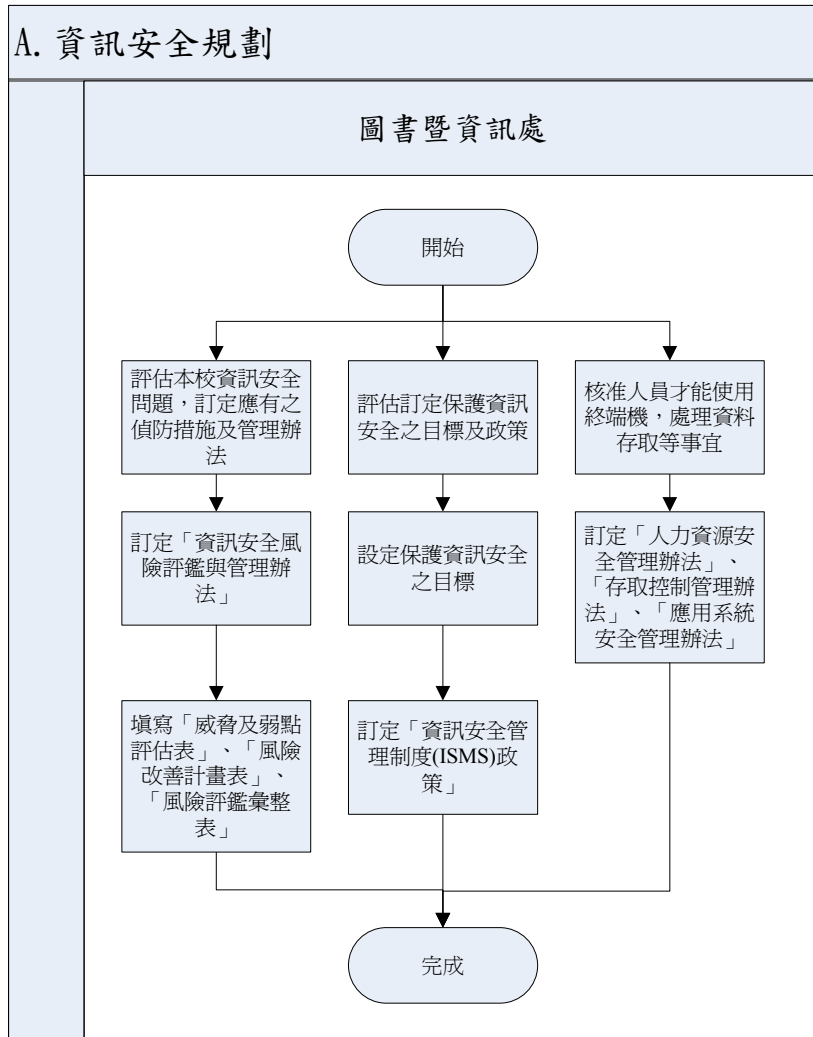 A. 資訊安全規劃
圖書暨資訊處
開始
評估本校資訊安全
問題，訂定應有之
偵防措施及管理辦
法
評估訂定保護資訊
安全之目標及政策
核准人員才能使用
終端機，處理資料
存取等事宜
訂定「資訊安全風
險評鑑與管理辦
法」
設定保護資訊安全
之目標
訂定「人力資源安
全管理辦法」、
「存取控制管理辦
法」、「應用系統
安全管理辦法」
填寫「威脅及弱點
評估表」、「風險
改善計畫表」、
「風險評鑑彙整
表」
訂定「資訊安全管
理制度(ISMS)政
策」
完成